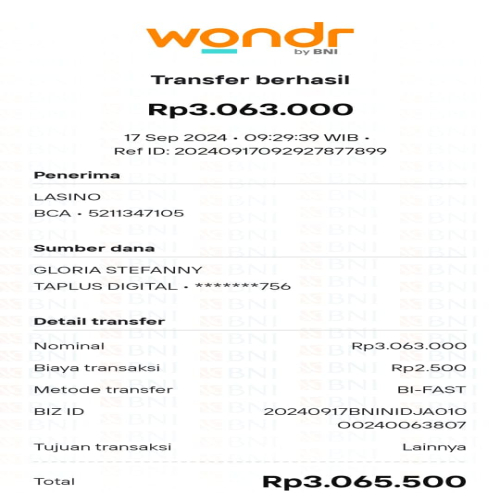 wondr
by BNI
Transfer berhasil
Rp3.063.000
17 Sep 2024 • 09:29:39 WIB •
Ref ID: 20240917092927877899
Penerima
LASINO
BCA • 5211347105
Sumber dana
GLORIA STEFANNY
TAPLUS DIGITAL • *******756
Detail transfer
Nominal Rp3.063.000
Biaya transaksi Rp2.500
Metode transfer BI-FAST
BIZ ID 20240917BNINIDJA010
00240063807
Tujuan transaksi Lainnya
Total Rp3.065.500